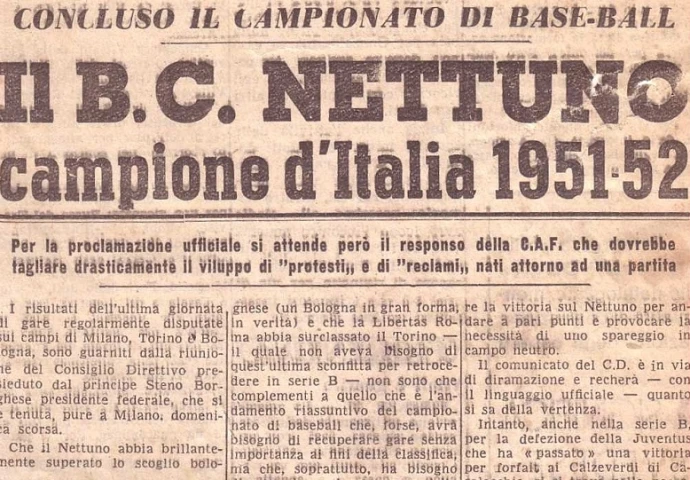 CONCLUSO IL CAMPIONATO DI BASE-BALL
Il B.C. NETTUNO
campione d'Italia 1951-52
Per la proclamazione ufficiale si attende però il responso della C.A.F. che dovrebbe
tagliare drasticamente il viluppo di "protesti„ e di "reclami„ nati attorno ad una partita
I risultati dell'ultima giornata
di gare regolarmente disputate
sui campi di Milano, Torino e Bo-
logna, sono guarniti dalla riunio-
ne del Consiglio Direttivo pre-
sieduto dal principe Steno Bor-
ghese presidente federale, che si
è tenuta, pure a Milano, domeni-
ca scorsa.
Che il Nettuno abbia brillante-
mente superato lo scoglio bolo-
gnese (un Bologna in gran forma,
in verità) e che la Libertas Ro-
ma abbia surclassato il Torino —
il quale non aveva bisogno di
quest'ultima sconfitta per retroce-
dere in serie B — non sono che
complementi a quello che è l'an-
damento riassuntivo del campio-
nato di baseball che, forse, avrà
bisogno di recuperare gare senza
importanza ai fini della classifica,
ma che, soprattutto, ha bisogno
re la vittoria sul Nettuno per an-
dare a pari punti e provocare la
necessità di uno spareggio in
campo neutro.
Il comunicato del C.D. è in via
di diramazione e recherà — con
il linguaggio ufficiale — quanto
si sa della vertenza.
Intanto, anche nella serie B,
per la defezione della Juventus
che ha «passato» una vittoria
per forfait ai Calzeverdi di Ca-